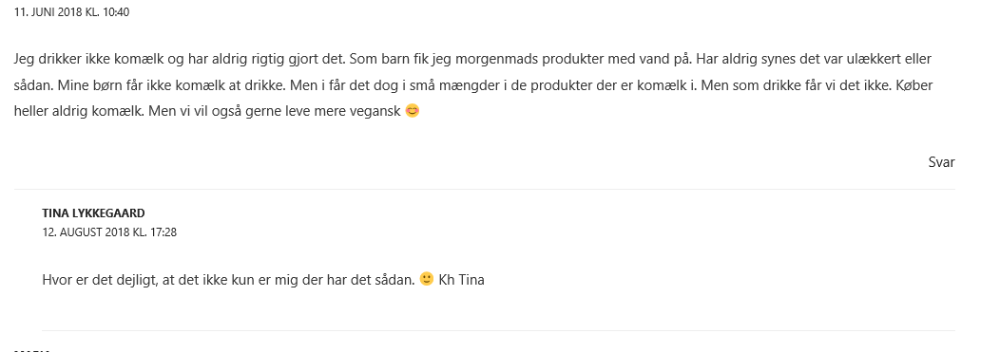 11. JUNI 2018 KL. 10:40
Jeg drikker ikke komælk og har aldrig rigtig gjort det. Som barn fik jeg morgenmads produkter med vand på. Har aldrig synes det var ulækkert eller
sådan. Mine børn får ikke komælk at drikke. Men i får det dog i små mængder i de produkter der er komælk i. Men som drikke får vi det ikke. Køber
heller aldrig komælk. Men vi vil også gerne leve mere vegansk 😊
Svar
TINA LYKKEGAARD
12. AUGUST 2018 KL. 17:28
Hvor er det dejligt, at det ikke kun er mig der har det sådan. 🙂 Kh Tina